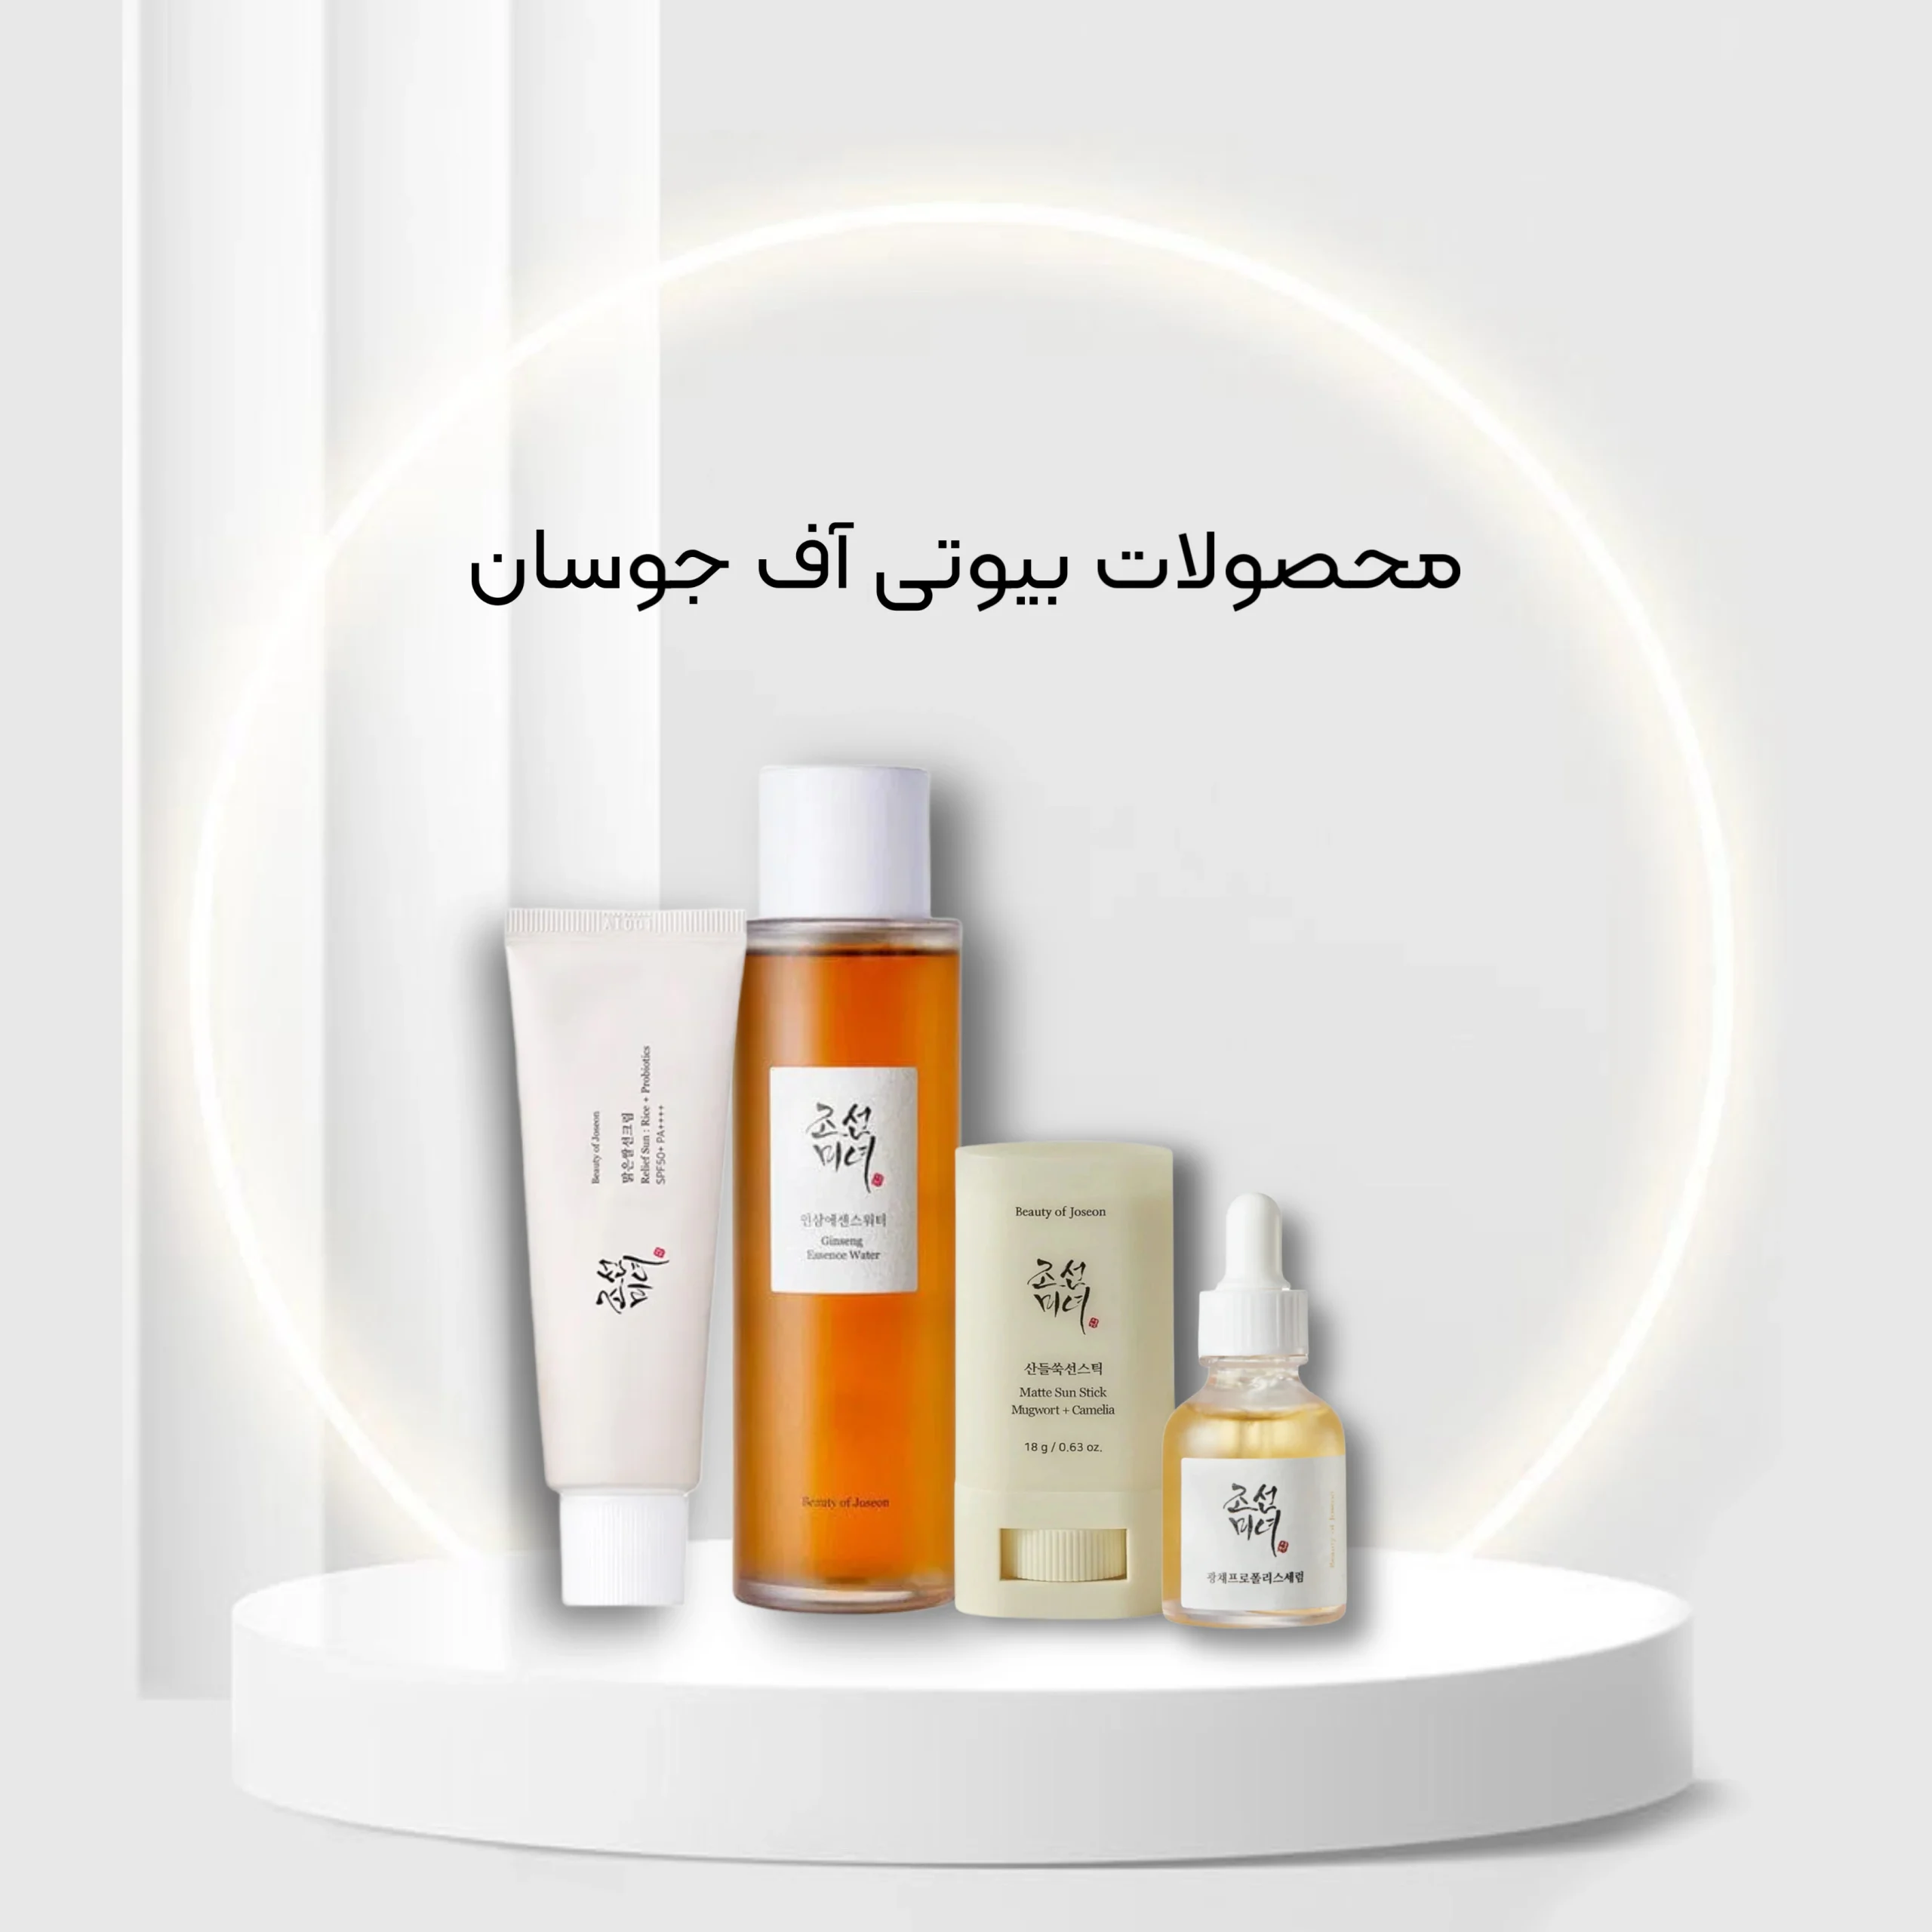 محصولات بیوتی آف جوسان
Beauty of Joseon
맑은쌀선크림
Relief Sun : Rice + Probiotics
SPF50+ PA++++
조선
미녀
조선
미녀
인삼에센스워터
Ginseng
Essence Water
Beauty of Joseon
Beauty of Joseon
조선
미녀
산들쑥선스틱
Matte Sun Stick
Mugwort + Camelia
18 g / 0.63 oz.
조선
미녀
광채프로폴리스세럼
Beauty of Joseon